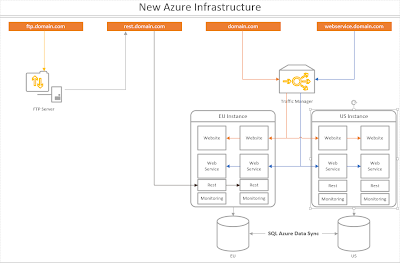 New Azure Infrastructure
ftp.domain.com
rest.domain.com
domain.com
webservice.domain.com
FTP Server
Traffic Manager
EU Instance
US Instance
Website
Website
Website
Website
Web
Service
Web
Service
Web
Service
Web
Service
Rest
Rest
Rest
Rest
Monitoring
Monitoring
Monitoring
Monitoring
SQL Azure Data Sync
EU
US